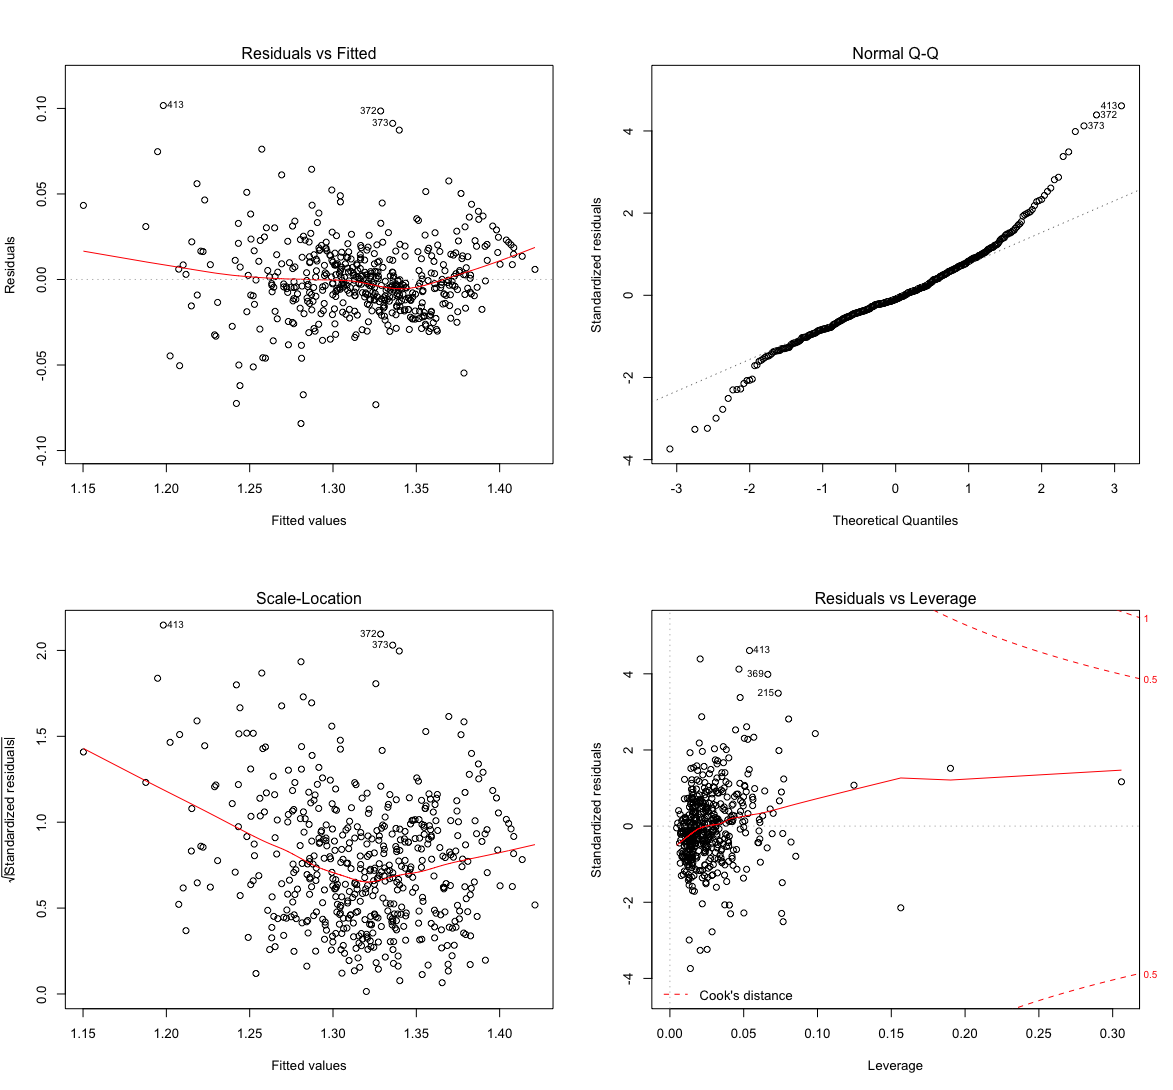 Residuals vs Fitted
Residuals
0.10
0.05
0.00
-0.05
-0.10
413
372
373
1.15 1.20 1.25 1.30 1.35 1.40
Fitted values
Normal Q-Q
Standardized residuals
4
2
0
-2
-4
413
372
373
-3 -2 -1 0 1 2 3
Theoretical Quantiles
Scale-Location
√|Standardized residuals|
2.0
1.5
1.0
0.5
0.0
413
372
373
1.15 1.20 1.25 1.30 1.35 1.40
Fitted values
Residuals vs Leverage
Standardized residuals
4
2
0
-2
-4
413
369
215
1
0.5
0.5
Cook's distance
0.00 0.05 0.10 0.15 0.20 0.25 0.30
Leverage